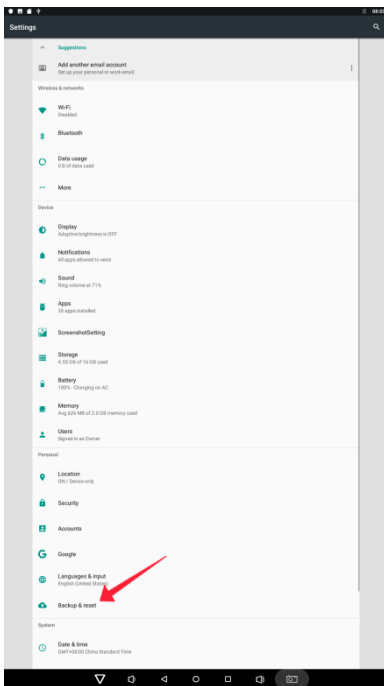 Settings
Suggestions
Add another email account
Set up your personal or work email
Wireless & networks
Wi-Fi
Disabled
Bluetooth
Data usage
0 B of data used
More
Device
Display
Adaptive brightness is OFF
Notifications
All apps allowed to send
Sound
Ring volume at 71%
Apps
26 apps installed
ScreenshotSetting
Storage
4.55 GB of 16 GB used
Battery
100% - Charging on AC
Memory
Avg 626 MB of 2.0 GB memory used
Users
Signed in as Owner
Personal
Location
ON / Device only
Security
Accounts
Google
Languages & input
English (United States)
Backup & reset
System
Date & time
GMT+08:00 China Standard Time